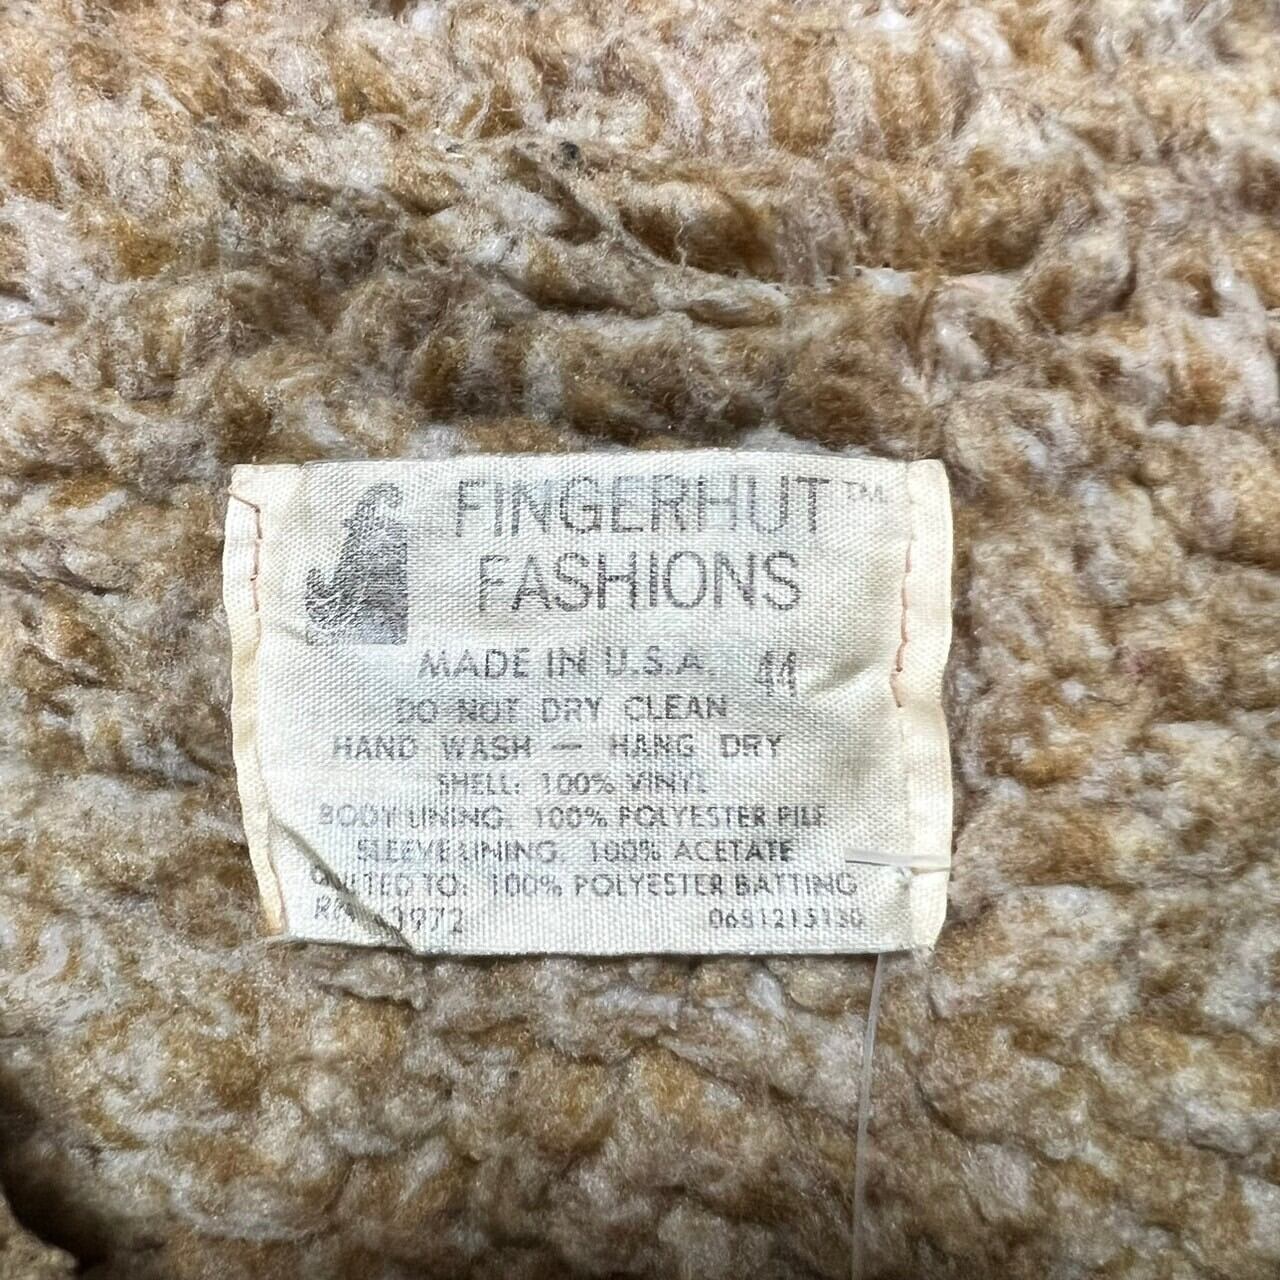 FINGERHUT™
FASHIONS
MADE IN U.S.A. 44
DO NOT DRY CLEAN
HAND WASH — HANG DRY
SHELL: 100% VINYL
BODY LINING: 100% POLYESTER PILE
SLEEVE LINING: 100% ACETATE
QUILTED TO: 100% POLYESTER BATTING